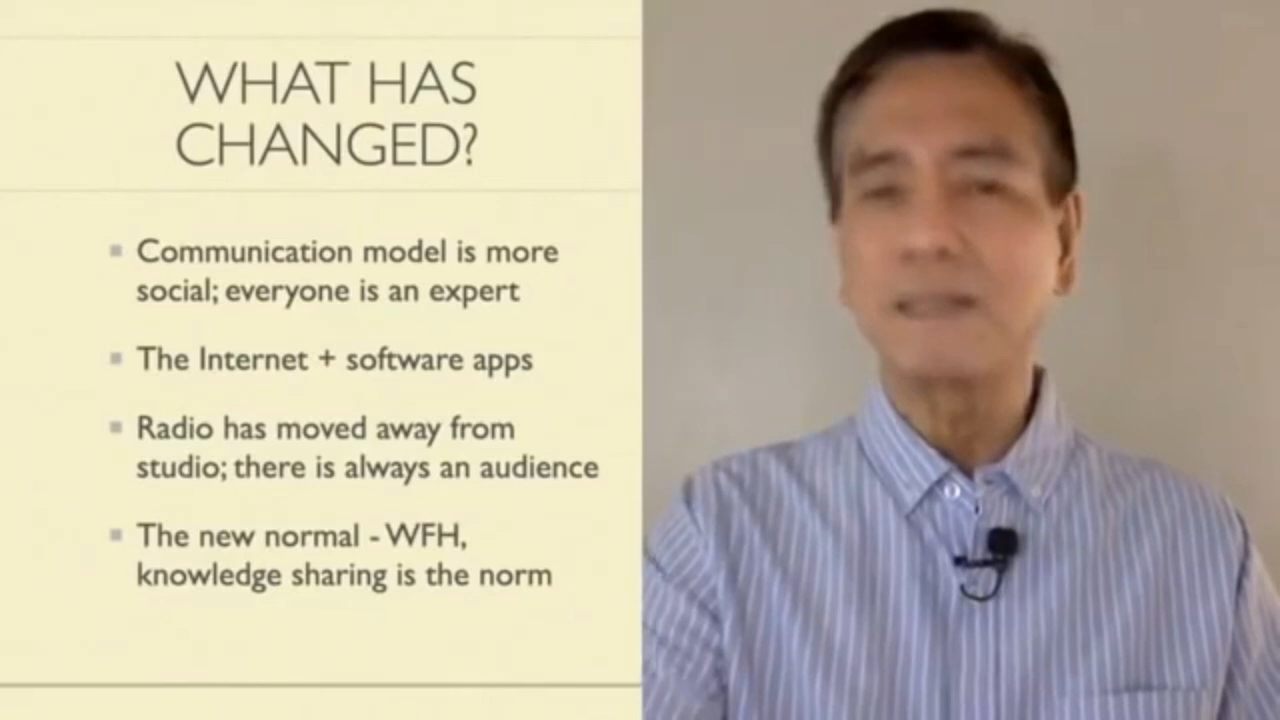 WHAT HAS
CHANGED?
Communication model is more
social; everyone is an expert
The Internet + software apps
Radio has moved away from
studio; there is always an audience
The new normal - WFH,
knowledge sharing is the norm